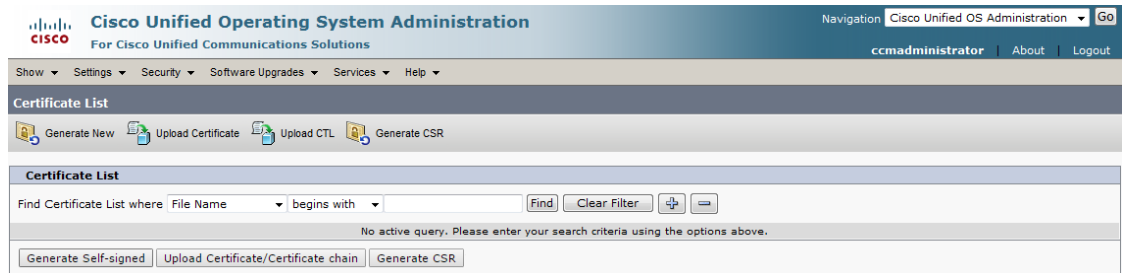 Cisco Unified Operating System Administration
Navigation Cisco Unified OS Administration Go
CISCO
For Cisco Unified Communications Solutions
ccmadministrator | About | Logout
Show Settings Security Software Upgrades Services Help
Certificate List
Generate New Upload Certificate Upload CTL Generate CSR
Certificate List
Find Certificate List where File Name begins with Find Clear Filter
No active query. Please enter your search criteria using the options above.
Generate Self-signed Upload Certificate/Certificate chain Generate CSR